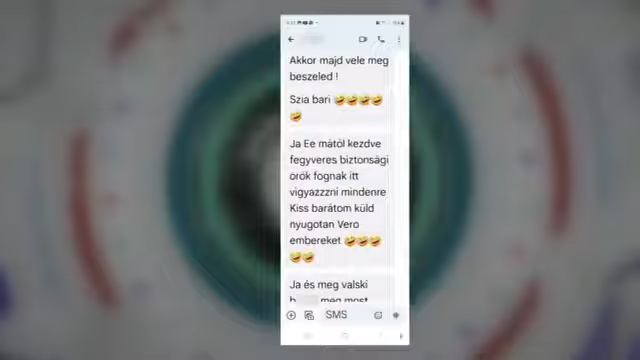 Akkor majd vele meg
beszeled !
Szia bari 🤣🤣🤣🤣
🤣
Ja Ee mától kezdve
fegyveres biztonsági
örök fognak itt
vigyazzzni mindenre
Kiss barátom küld
nyugotan Vero
embereket 🤣🤣🤣
🤣🤣
Ja és meg valski
meg most
SMS